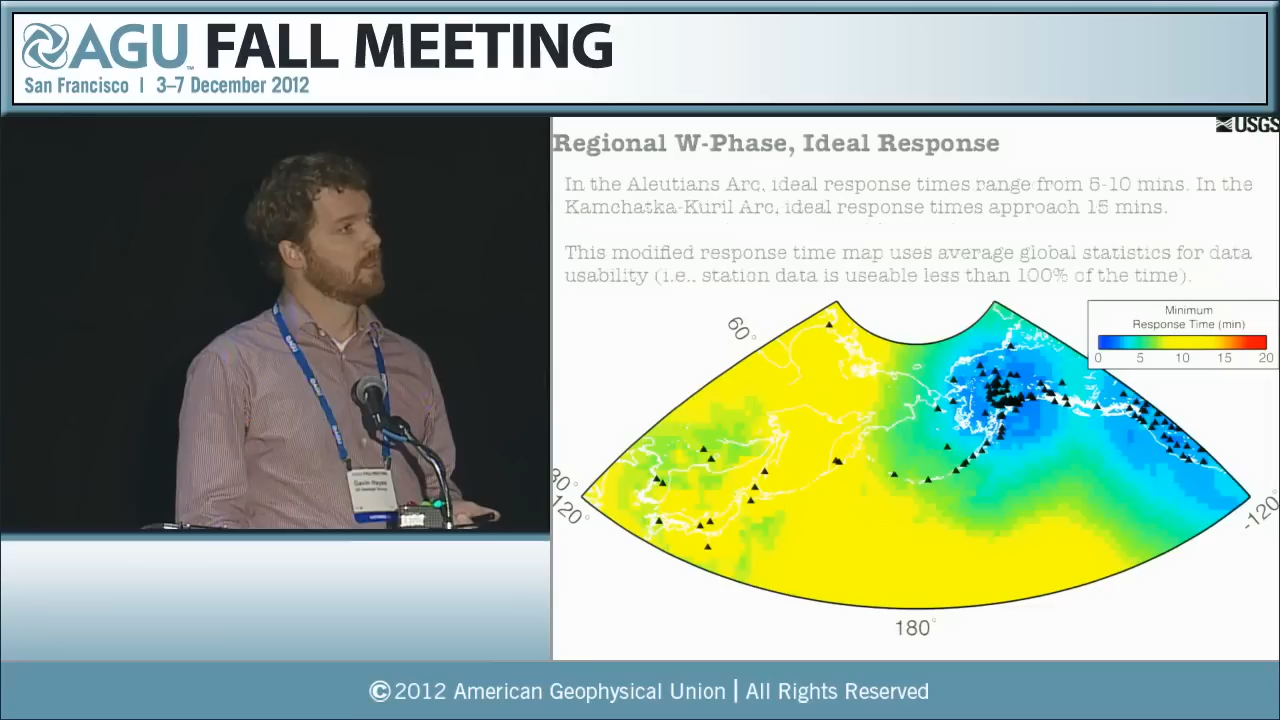 AGU FALL MEETING
San Francisco | 3–7 December 2012
USGS
Regional W-Phase, Ideal Response
In the Aleutians Arc, ideal response times range from 5-10 mins. In the
Kamchatka-Kuril Arc, ideal response times approach 15 mins.
This modified response time map uses average global statistics for data
usability (i.e., station data is useable less than 100% of the time).
Minimum
Response Time (min)
0 5 10 15 20
60°
30°
120°
-120°
180°
©2012 American Geophysical Union | All Rights Reserved